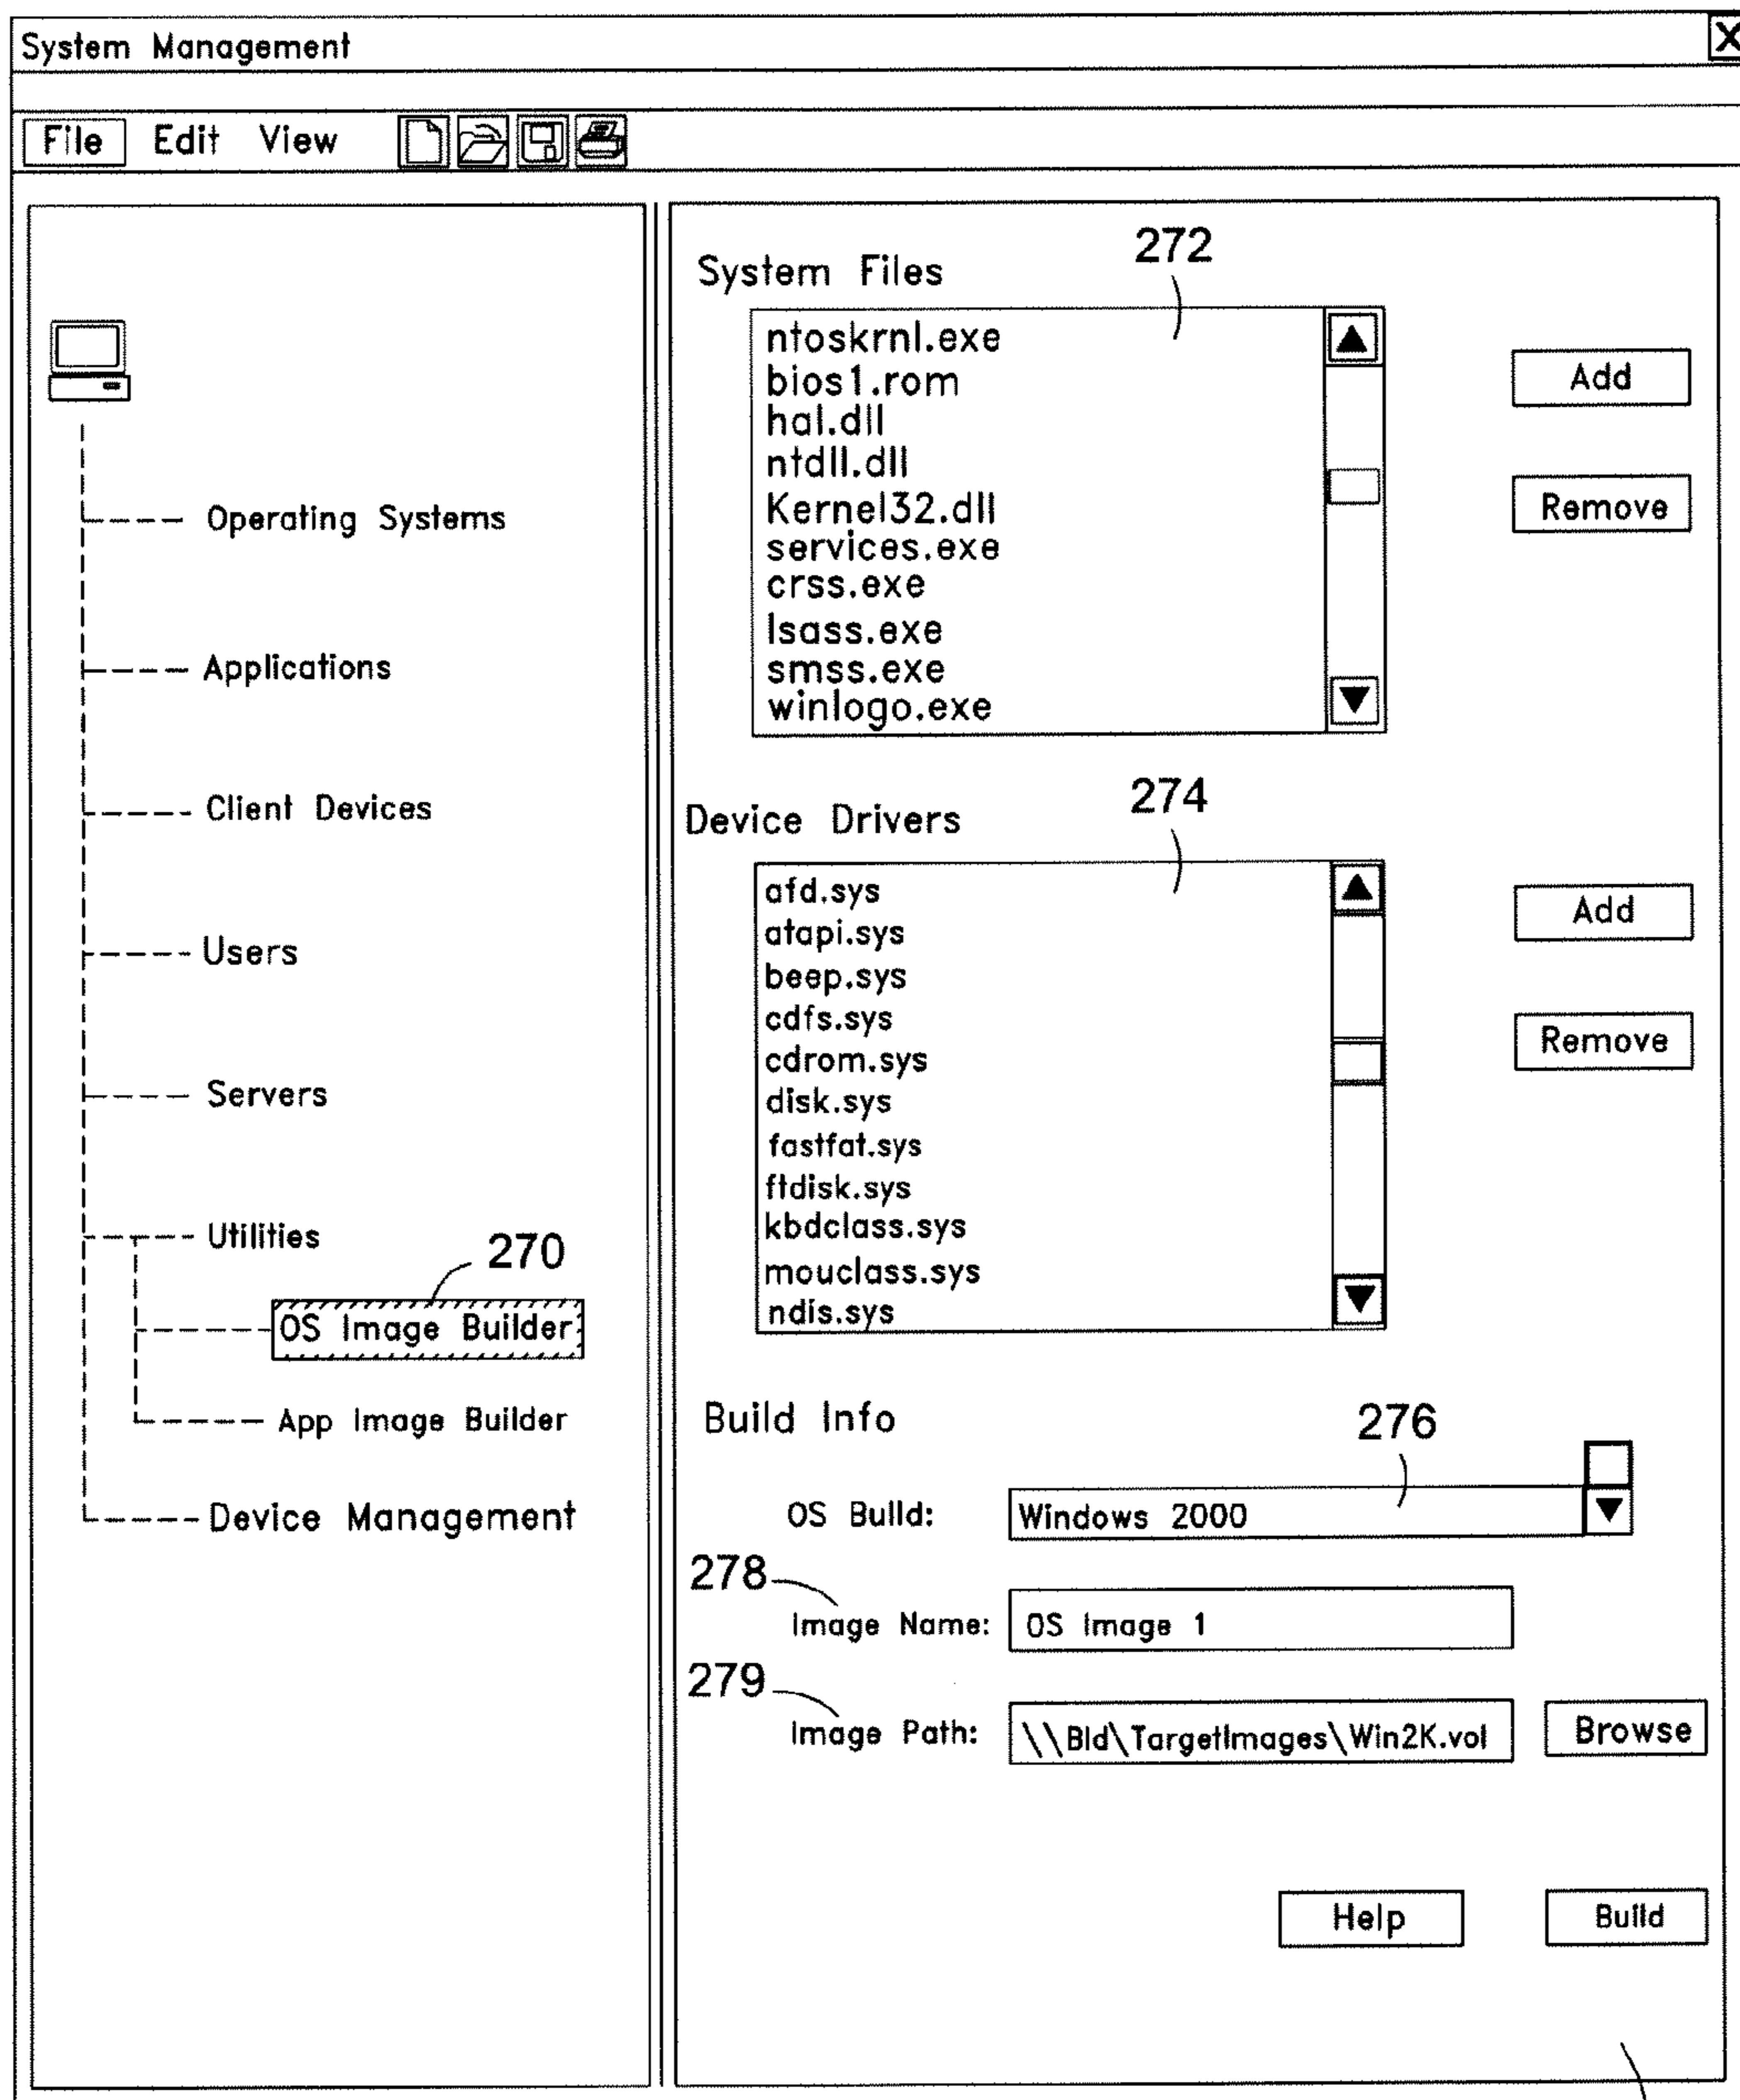 System Management
X
File Edit View
Operating Systems
Applications
Client Devices
Users
Servers
Utilities
270
OS Image Builder
App Image Builder
Device Management
System Files
272
ntoskrnl.exe
bios1.rom
hal.dll
ntdll.dll
Kernel32.dll
services.exe
crss.exe
lsass.exe
smss.exe
winlogo.exe
Add
Remove
Device Drivers
274
afd.sys
atapi.sys
beep.sys
cdfs.sys
cdrom.sys
disk.sys
fastfat.sys
ftdisk.sys
kbdclass.sys
mouclass.sys
ndis.sys
Add
Remove
Build Info
276
OS Build: Windows 2000
278
Image Name: OS Image 1
279
Image Path: \\Bld\TargetImages\Win2K.vol Browse
Help Build